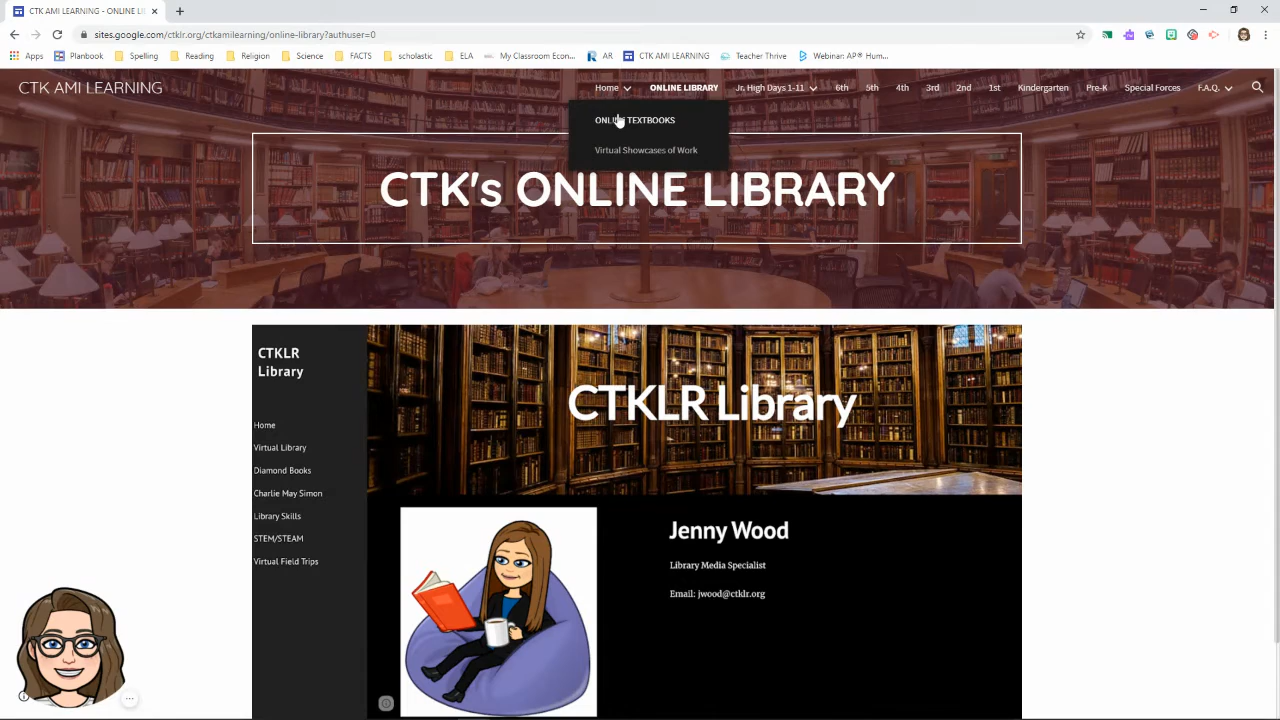 CTK AMI LEARNING - Onli
sites.google.com/ctklr.org/ctkamilearning/library?authuser=0
Apps Planbook Spelling Reading Religion Science FACTS scholastic ELA My Classroom Econo... AR CTK AMI LEARNING Teacher Thrive Webinar: AP® Hum...
CTK AMI LEARNING
Home ONLINE LIBRARY Jr. High Days 1-11 6th 5th 4th 3rd 2nd 1st Kindergarten Pre-K Special Forces F.A.Q.
ONLINE TEXTBOOKS
Virtual Showcases of Work
CTK's ONLINE LIBRARY
CTKLR
Library
Home
Virtual Library
Diamond Books
Charlie May Simon
Library Skills
STEM/STEAM
Virtual Field Trips
CTKLR Library
Jenny Wood
Library Media Specialist
Email: jwood@ctkldr.org